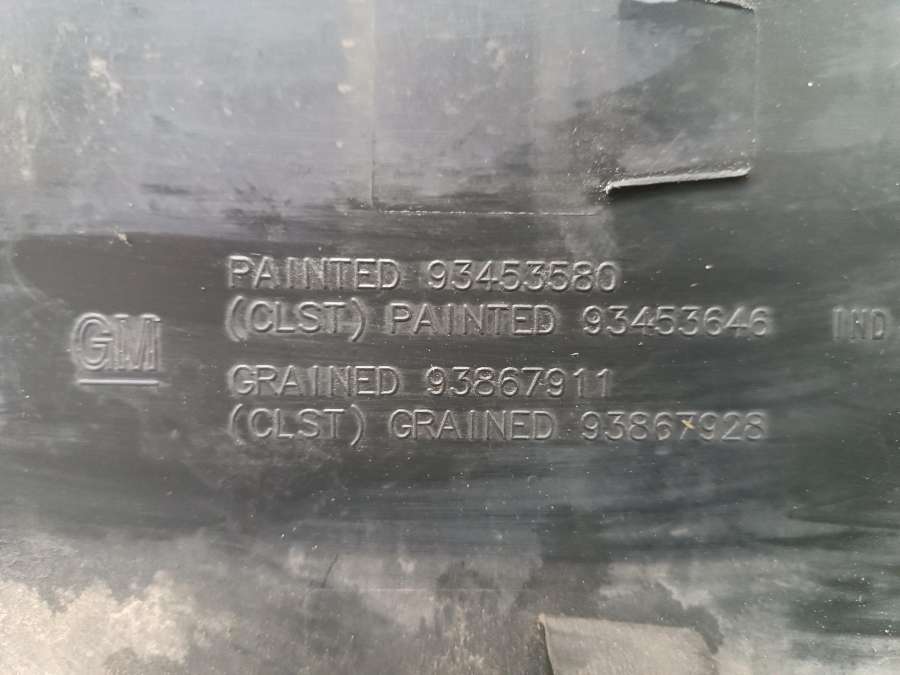 PAINTED 93453580
(CLST) PAINTED 93453646
IND
GM
GRAINED 93867911
(CLST) GRAINED 93867928